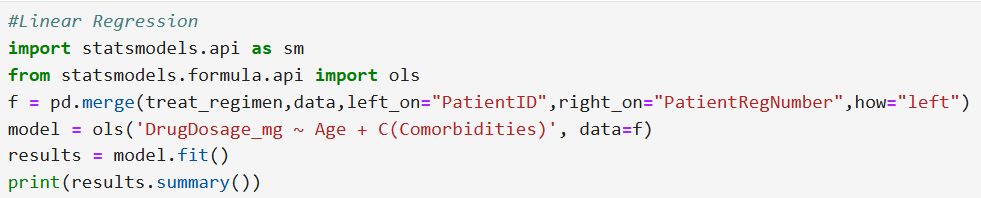 #Linear Regression
import statsmodels.api as sm
from statsmodels.formula.api import ols
f = pd.merge(treat_regimen,data,left_on="PatientID",right_on="PatientRegNumber",how="left")
model = ols('DrugDosage_mg ~ Age + C(Comorbidities)', data=f)
results = model.fit()
print(results.summary())